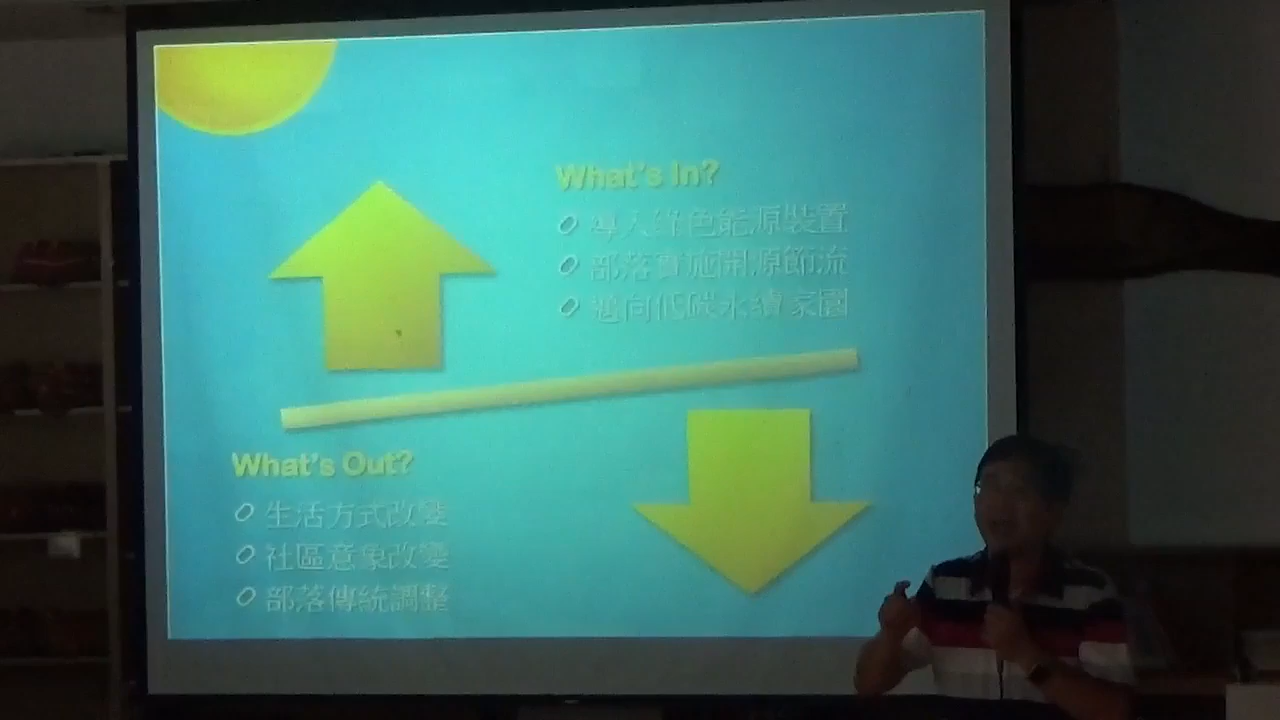 What's In?
導入綠色能源裝置
部落實施開源節流
邁向低碳永續家園
What's Out?
生活方式改變
社區意象改變
部落傳統調整